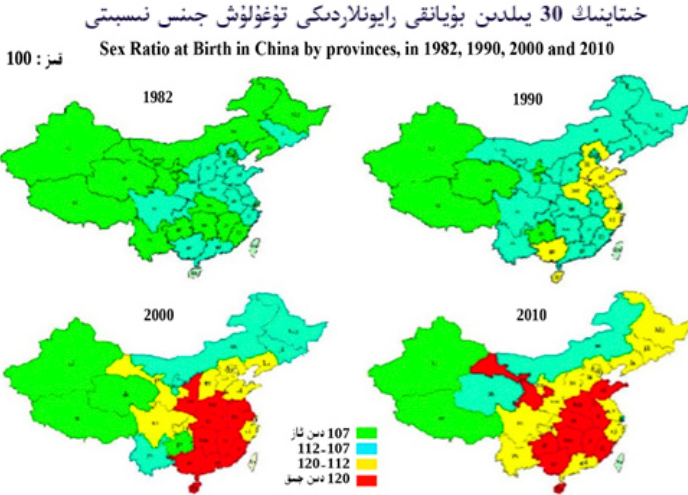 خىتاينىڭ 30 يىلدىن بۇيانقى رايونلاردىكى تۇغۇلۇش جىنس نىسبىتى
Sex Ratio at Birth in China by provinces, in 1982, 1990, 2000 and 2010
قىز : 100
1982
1990
2000
2010
107 دىن ئاز
112-107
120-112
120 دىن جىق